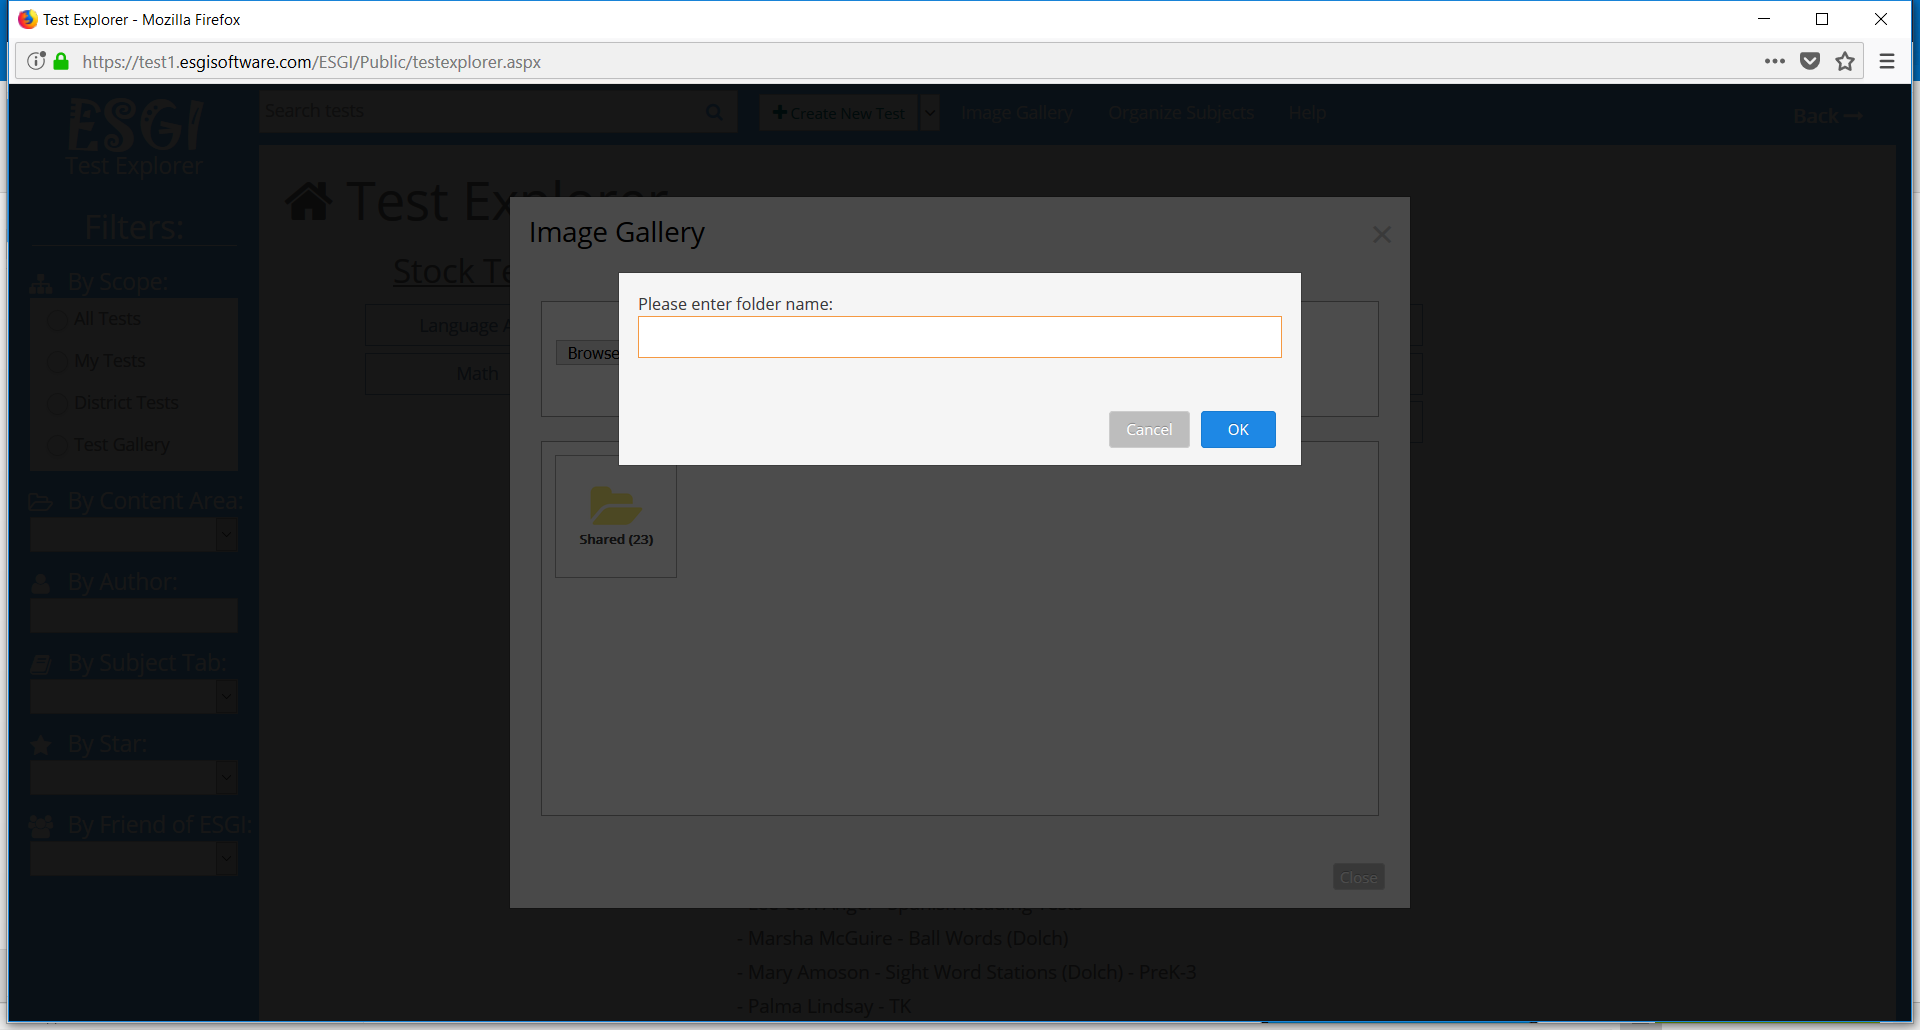 Test Explorer - Mozilla Firefox
https://test1.esgisoftware.com/ESGI/Public/testexplorer.aspx
ESGI
Test Explorer
Search tests
Create New Test
Image Gallery
Organize Subjects
Help
Back
Filters:
By Scope:
All Tests
My Tests
District Tests
Test Gallery
By Content Area:
By Author:
By Subject Tab:
By Star:
By Friend of ESGI:
Test Explorer
Stock Te
Language A
Math
Image Gallery
Browse
Please enter folder name:
Cancel
OK
Shared (23)
Close
- Marsha McGuire - Ball Words (Dolch)
- Mary Amoson - Sight Word Stations (Dolch) - PreK-3
- Palma Lindsay - TK